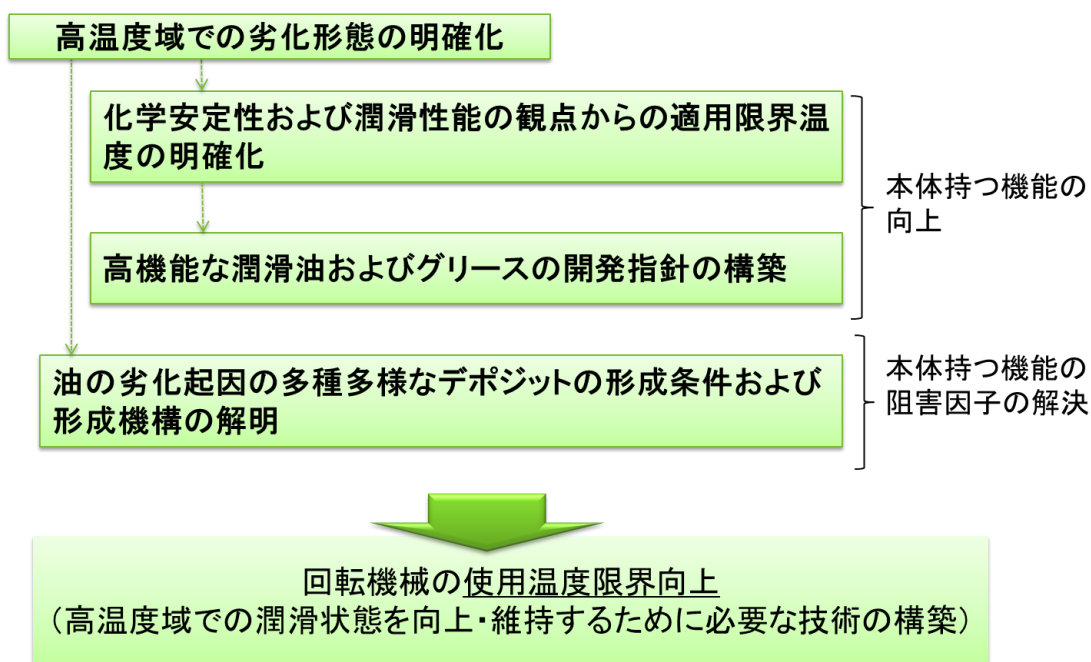 高温度域での劣化形態の明確化
化学安定性および潤滑性能の観点からの適用限界温
度の明確化
本体持つ機能の
向上
高機能な潤滑油およびグリースの開発指針の構築
油の劣化起因の多種多様なデポジットの形成条件および
形成機構の解明
本体持つ機能の
阻害因子の解決
回転機械の使用温度限界向上
（高温度域での潤滑状態を向上・維持するために必要な技術の構築）